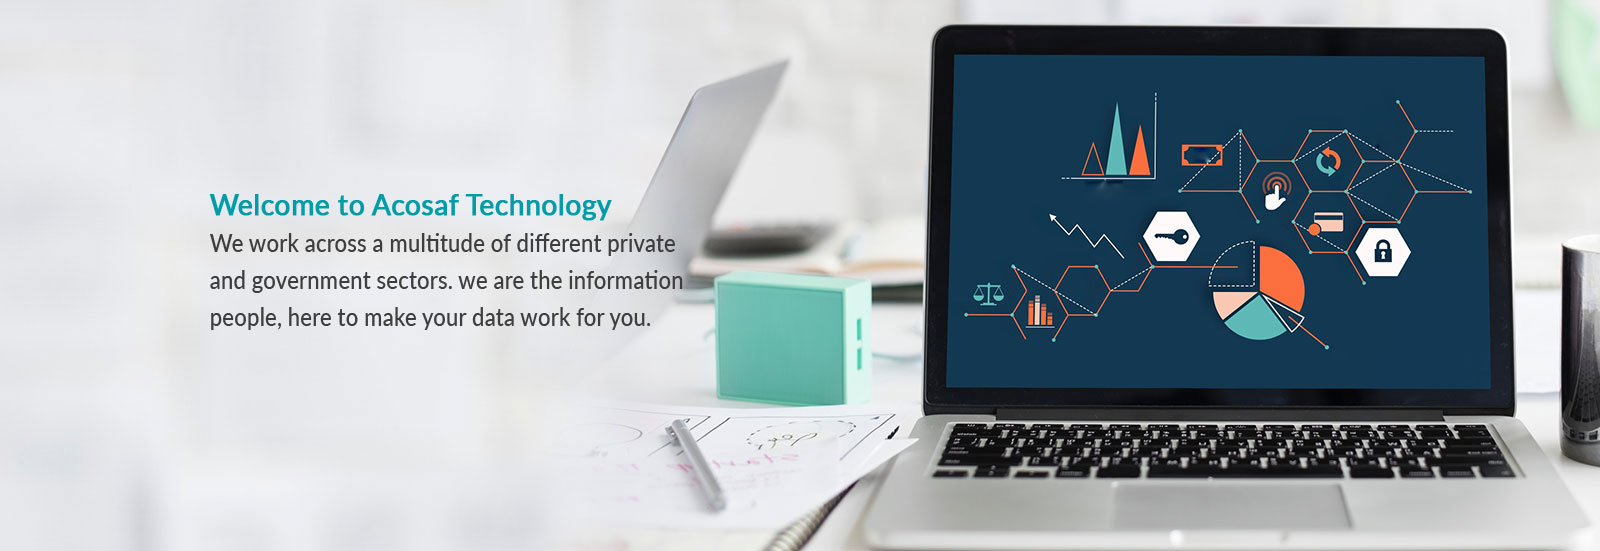 Welcome to Acosaf Technology
We work across a multitude of different private
and government sectors. we are the information
people, here to make your data work for you.